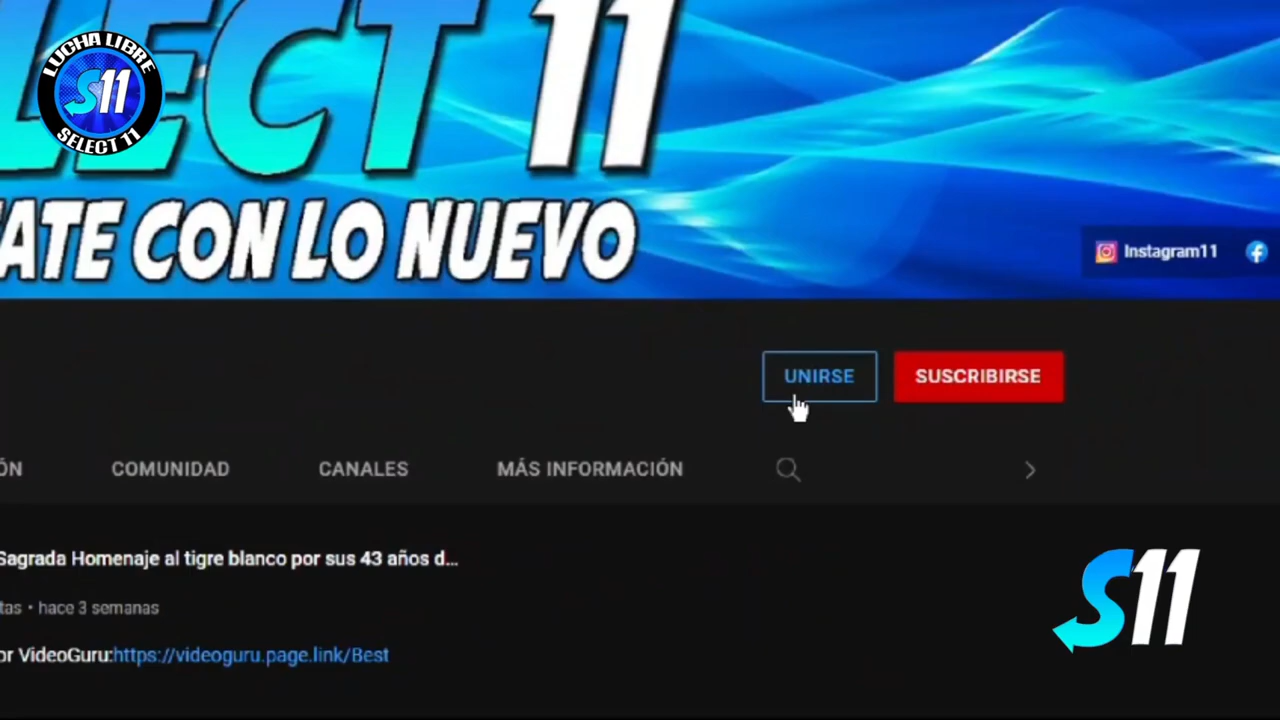 LUCHA LIBRE
S11
SELECT 11
LECT 11
ATE CON LO NUEVO
Instagram11
UNIRSE
SUSCRIBIRSE
ÓN
COMUNIDAD
CANALES
MÁS INFORMACIÓN
Sagrada Homenaje al tigre blanco por sus 43 años d...
tas • hace 3 semanas
or VideoGuru:https://videoguru.page.link/Best
S11